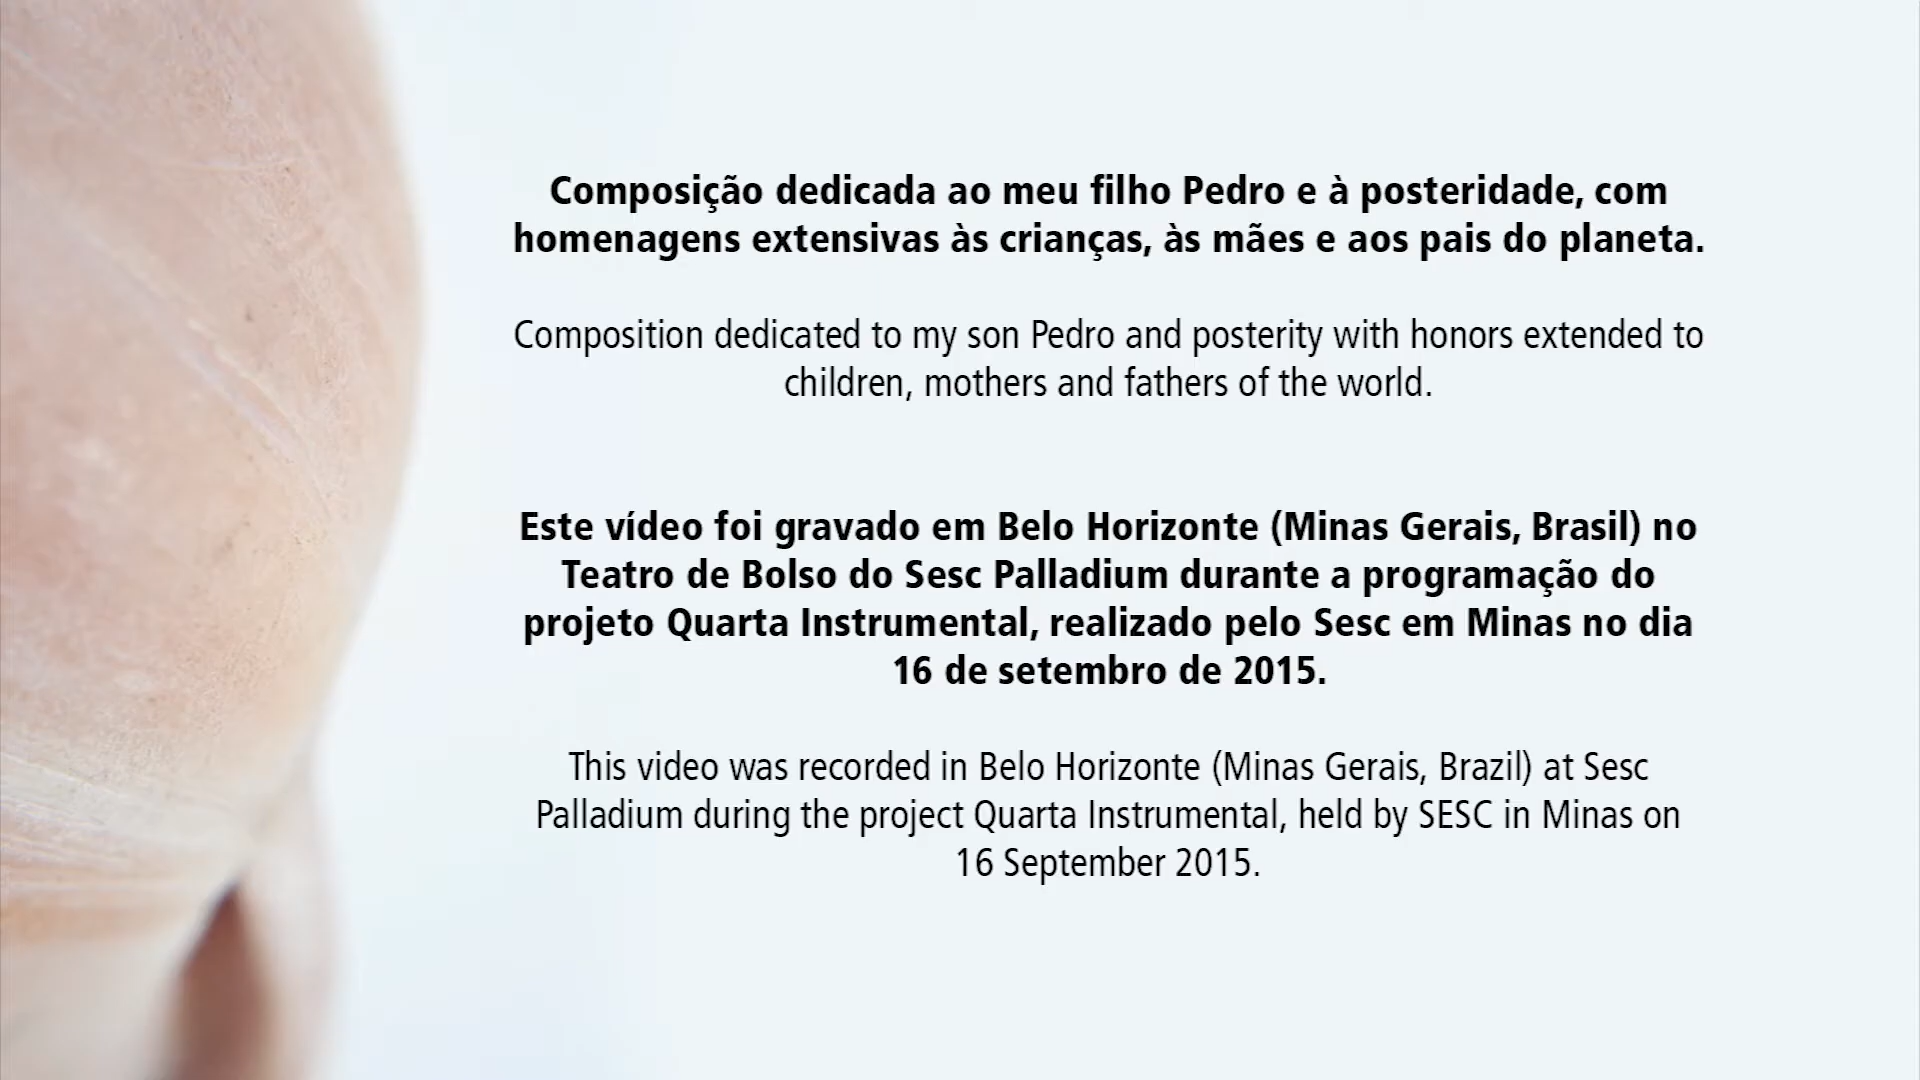 Composição dedicada ao meu filho Pedro e à posteridade, com
homenagens extensivas às crianças, às mães e aos pais do planeta.
Composition dedicated to my son Pedro and posterity with honors extended to
children, mothers and fathers of the world.
Este vídeo foi gravado em Belo Horizonte (Minas Gerais, Brasil) no
Teatro de Bolso do Sesc Palladium durante a programação do
projeto Quarta Instrumental, realizado pelo Sesc em Minas no dia
16 de setembro de 2015.
This video was recorded in Belo Horizonte (Minas Gerais, Brazil) at Sesc
Palladium during the project Quarta Instrumental, held by SESC in Minas on
16 September 2015.